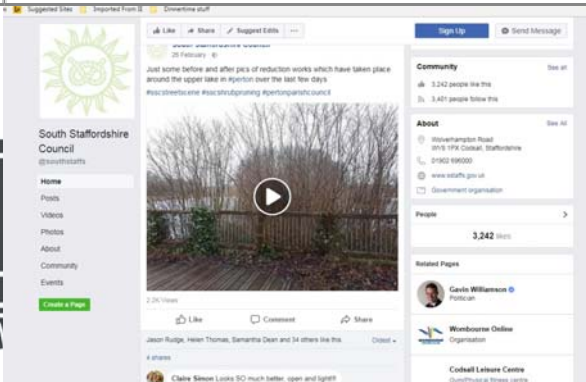 Suggested Sites
Imported From IE
Dinnertime stuff
Like
Share
Suggest Edits
Sign Up
Send Message
South Staffordshire Council
26 February
Just some before and after pics of reduction works which have taken place
around the upper lake in #perton over the last few days
#sscstreetscene #sscshrubpruning #pertonparishcouncil
South Staffordshire
Council
@southstaffs
Home
Posts
Videos
Photos
About
Community
Events
Create a Page
2.2K Views
Like
Comment
Share
Jason Rudge, Helen Thomas, Samantha Dean and 34 others like this.
Oldest
4 shares
Claire Simon Looks SO much better, open and light!!!
Community
See all
3,242 people like this
3,401 people follow this
About
See All
Wolverhampton Road
WV8 1PX Codsall, Staffordshire
01902 696000
www.sstaffs.gov.uk
Government organisation
People
3,242 likes
Related Pages
Gavin Williamson
Politician
Wombourne Online
Organisation
Codsall Leisure Centre
Gym/Physical fitness centre